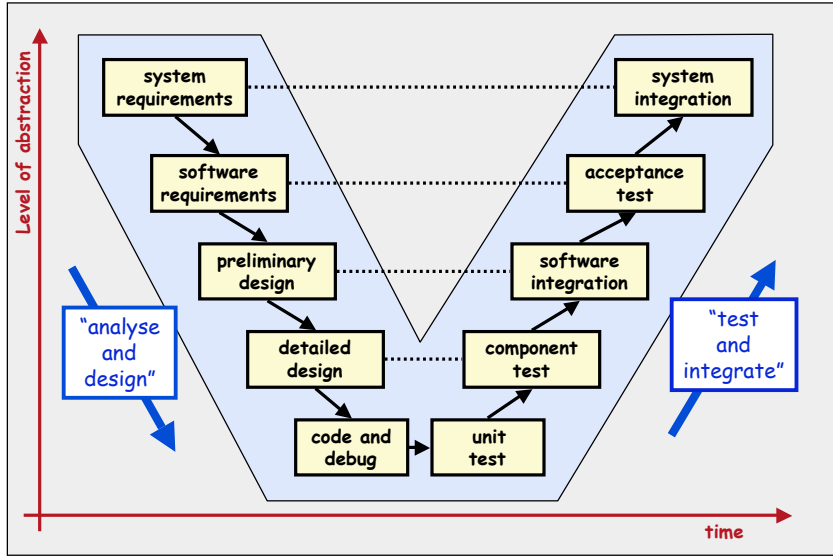 Level of abstraction
system
requirements
system
integration
software
requirements
acceptance
test
preliminary
design
software
integration
“analyse
and
design”
detailed
design
component
test
“test
and
integrate”
code and
debug
unit
test
time